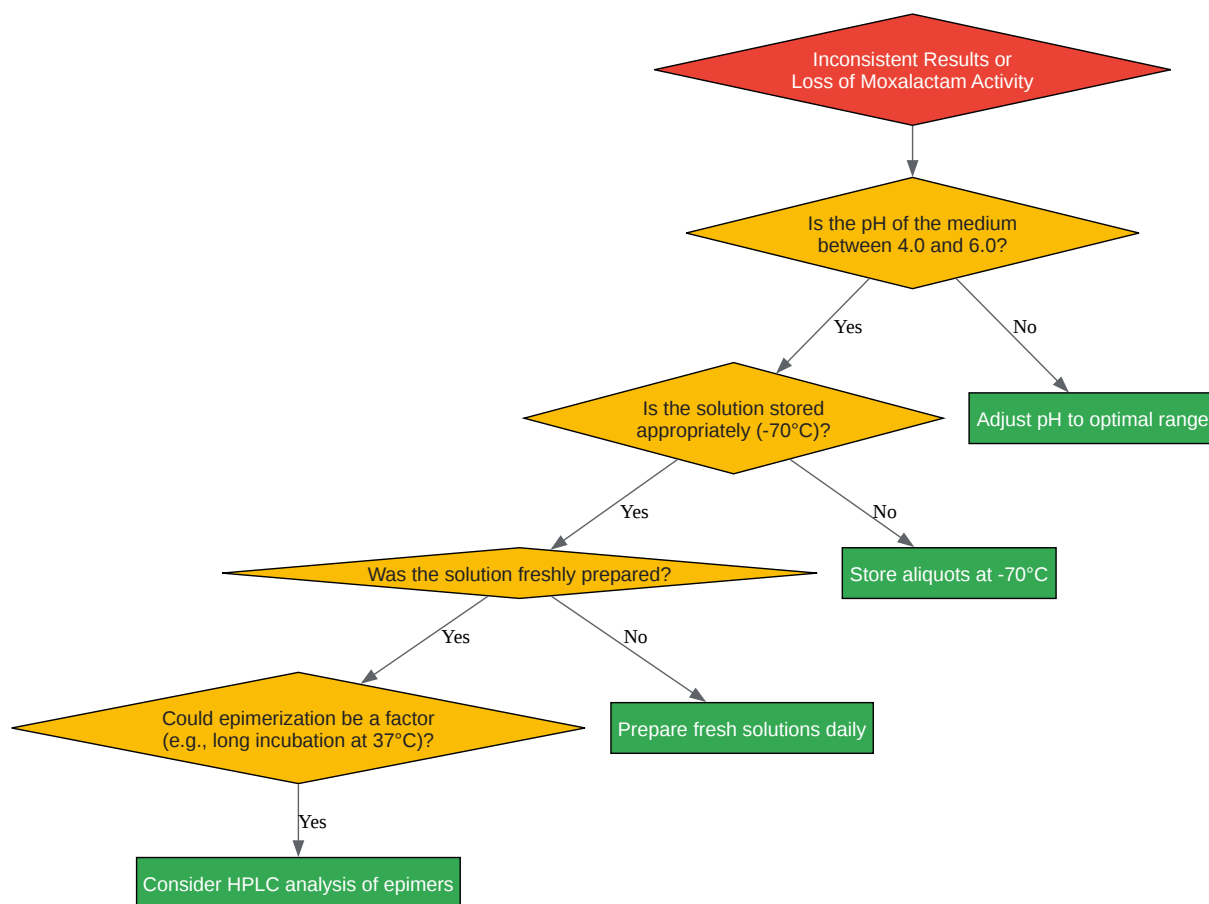 Inconsistent Results or
Loss of Moxalactam Activity
Is the pH of the medium
between 4.0 and 6.0?
Yes
No
Is the solution stored
appropriately (-70°C)?
Adjust pH to optimal range
Yes
No
Was the solution freshly prepared?
Store aliquots at -70°C
Yes
No
Could epimerization be a factor
(e.g., long incubation at 37°C)?
Prepare fresh solutions daily
Yes
Consider HPLC analysis of epimers